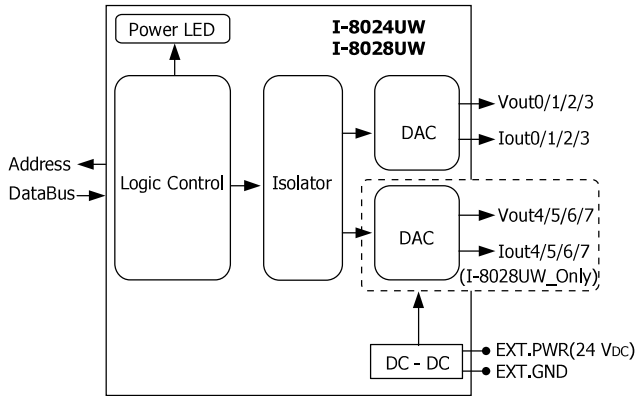 Power LED
I-8024UW
I-8028UW
Vout0/1/2/3
DAC
Iout0/1/2/3
Address
DataBus
Logic Control
Isolator
Vout4/5/6/7
DAC
Iout4/5/6/7
(I-8028UW_Only)
DC - DC
EXT.PWR(24 VDC)
EXT.GND